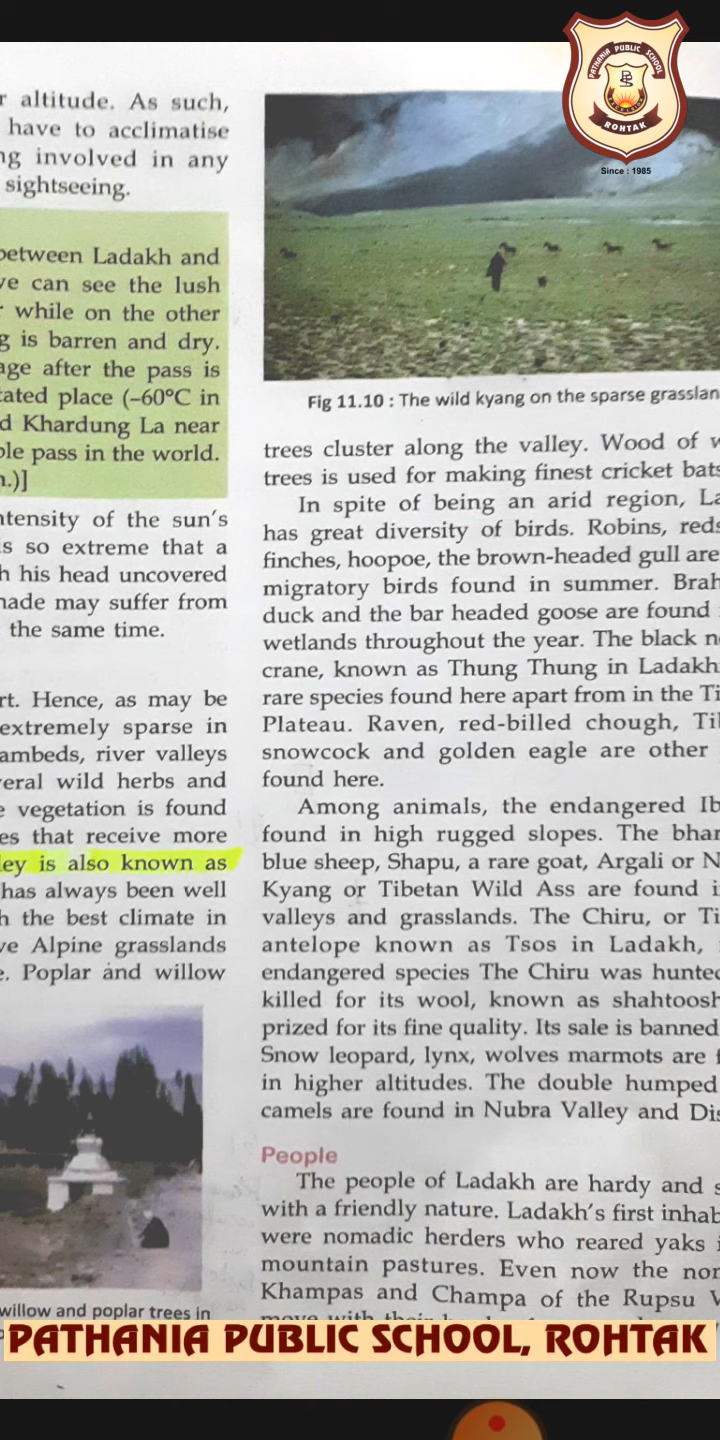 r altitude. As such,
have to acclimatise
ng involved in any
sightseeing.
between Ladakh and
ve can see the lush
r while on the other
g is barren and dry.
age after the pass is
cated place (–60°C in
d Khardung La near
ole pass in the world.
n.)]
ntensity of the sun's
is so extreme that a
h his head uncovered
hade may suffer from
the same time.
rt. Hence, as may be
extremely sparse in
ambeds, river valleys
veral wild herbs and
e vegetation is found
es that receive more
ley is also known as
has always been well
h the best climate in
ve Alpine grasslands
e. Poplar and willow
willow and poplar trees in
PATHANIA PUBLIC SCHOOL
ROHTAK
Since : 1985
Fig 11.10 : The wild kyang on the sparse grasslan
trees cluster along the valley. Wood of w
trees is used for making finest cricket bats
In spite of being an arid region, La
has great diversity of birds. Robins, reds
finches, hoopoe, the brown-headed gull are
migratory birds found in summer. Brah
duck and the bar headed goose are found
wetlands throughout the year. The black n
crane, known as Thung Thung in Ladakh
rare species found here apart from in the Ti
Plateau. Raven, red-billed chough, Tib
snowcock and golden eagle are other
found here.
Among animals, the endangered Ib
found in high rugged slopes. The bhar
blue sheep, Shapu, a rare goat, Argali or N
Kyang or Tibetan Wild Ass are found i
valleys and grasslands. The Chiru, or Ti
antelope known as Tsos in Ladakh,
endangered species The Chiru was hunted
killed for its wool, known as shahtoosh
prized for its fine quality. Its sale is banned
Snow leopard, lynx, wolves marmots are f
in higher altitudes. The double humped
camels are found in Nubra Valley and Dis
People
The people of Ladakh are hardy and s
with a friendly nature. Ladakh's first inhab
were nomadic herders who reared yaks i
mountain pastures. Even now the nor
Khampas and Champa of the Rupsu V
move with their
PATHANIA PUBLIC SCHOOL, ROHTAK